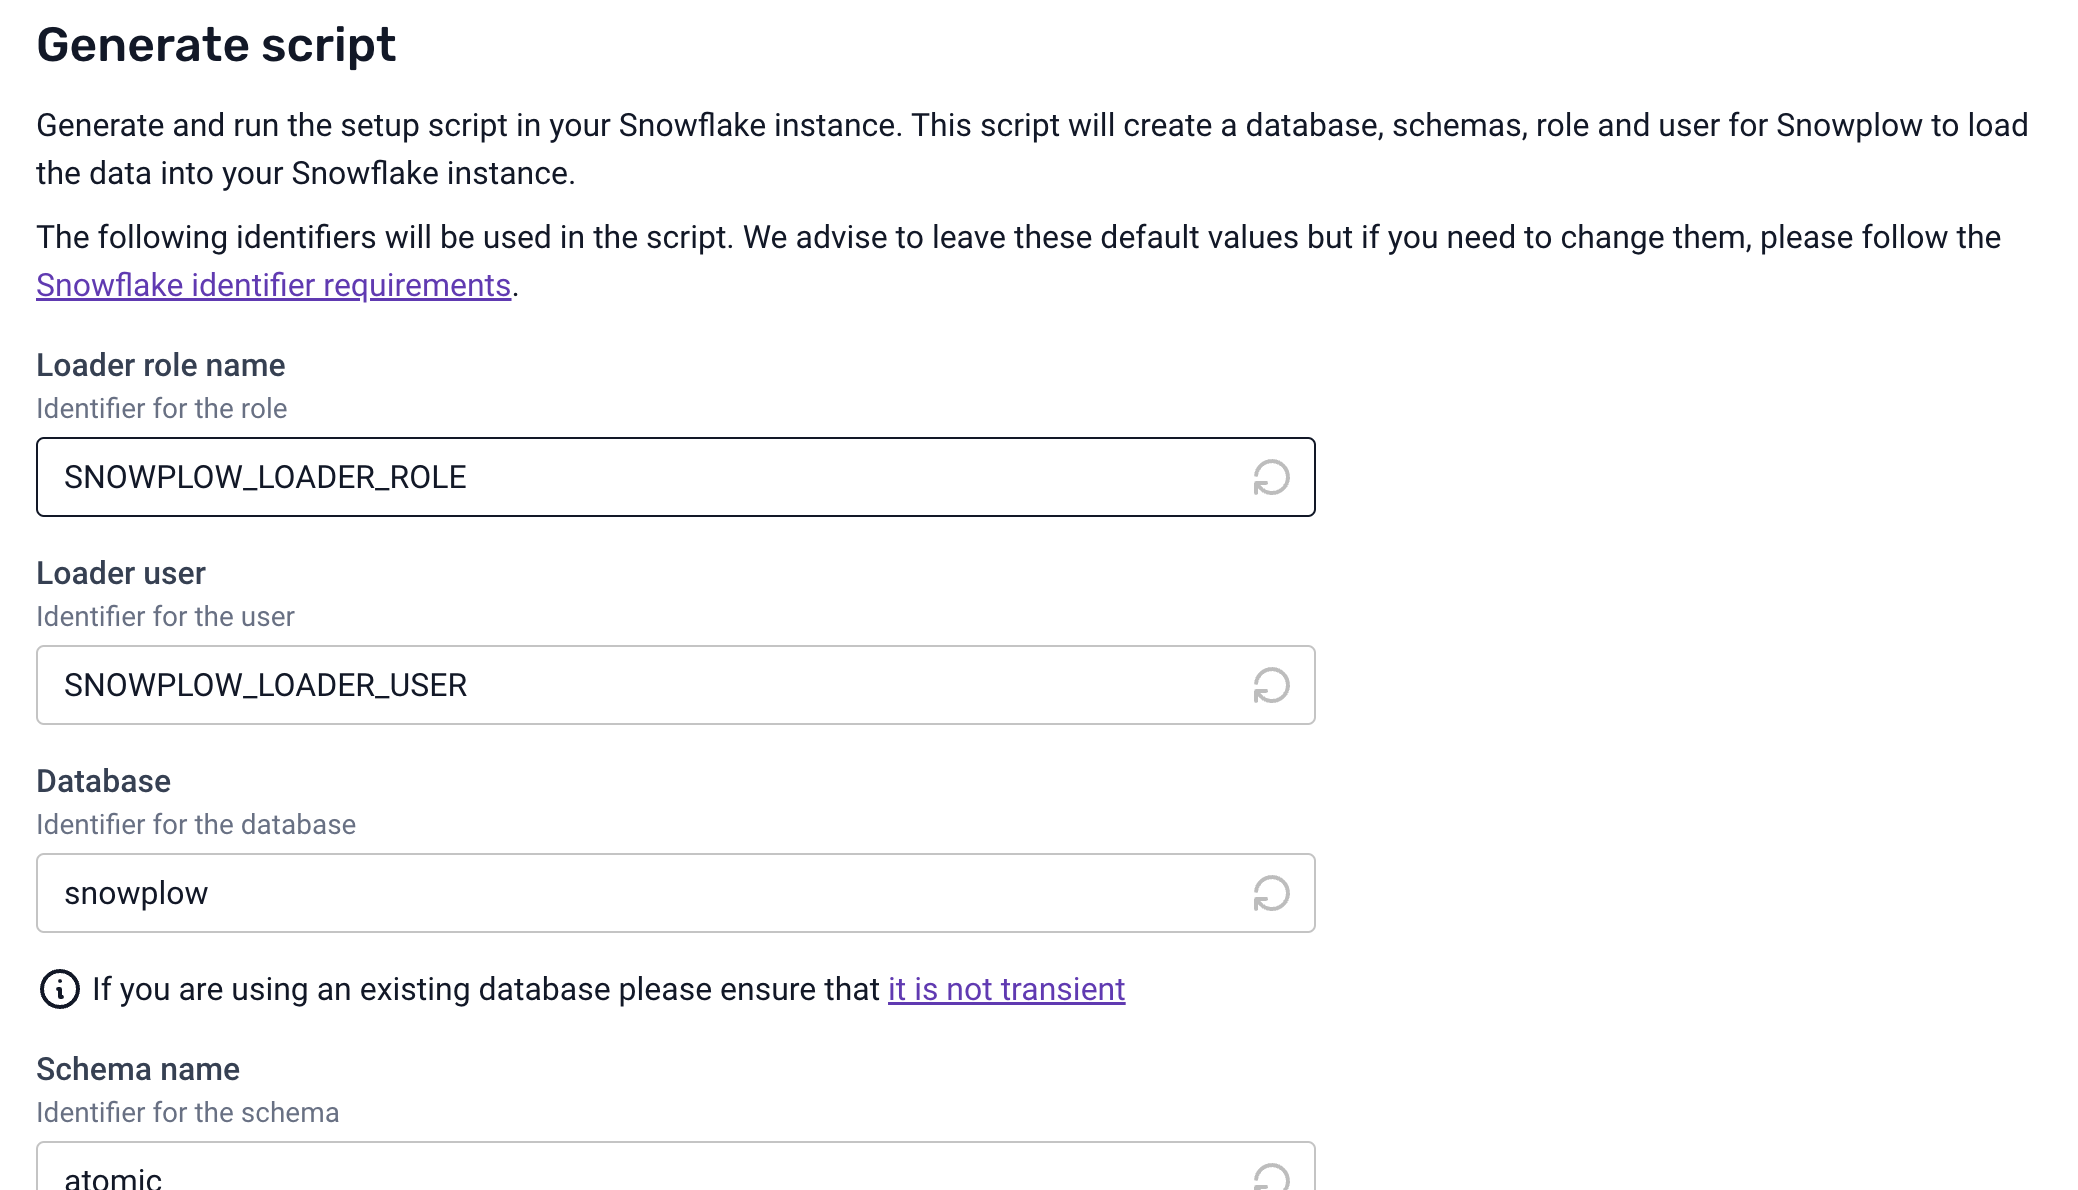 Generate script
Generate and run the setup script in your Snowflake instance. This script will create a database, schemas, role and user for Snowplow to load
the data into your Snowflake instance.
The following identifiers will be used in the script. We advise to leave these default values but if you need to change them, please follow the
Snowflake identifier requirements.
Loader role name
Identifier for the role
SNOWPLOW_LOADER_ROLE
Loader user
Identifier for the user
SNOWPLOW_LOADER_USER
Database
Identifier for the database
snowplow
If you are using an existing database please ensure that it is not transient
Schema name
Identifier for the schema
atomic